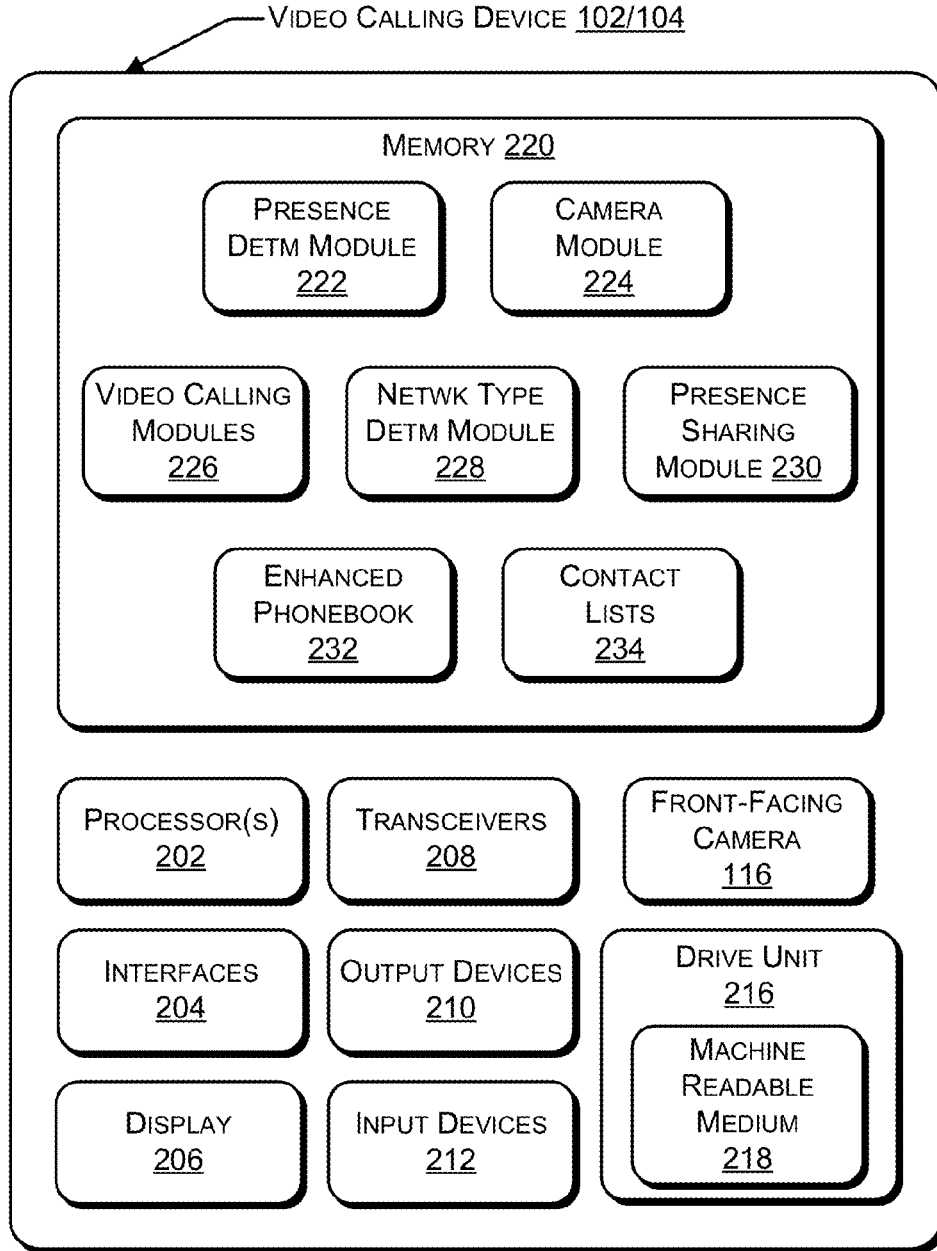 VIDEO CALLING DEVICE 102/104
MEMORY 220
PRESENCE
DETM MODULE
222
CAMERA
MODULE
224
VIDEO CALLING
MODULES
226
NETWK TYPE
DETM MODULE
228
PRESENCE
SHARING
MODULE 230
ENHANCED
PHONEBOOK
232
CONTACT
LISTS
234
PROCESSOR(S)
202
TRANSCEIVERS
208
FRONT-FACING
CAMERA
116
INTERFACES
204
OUTPUT DEVICES
210
DRIVE UNIT
216
MACHINE
READABLE
MEDIUM
218
DISPLAY
206
INPUT DEVICES
212